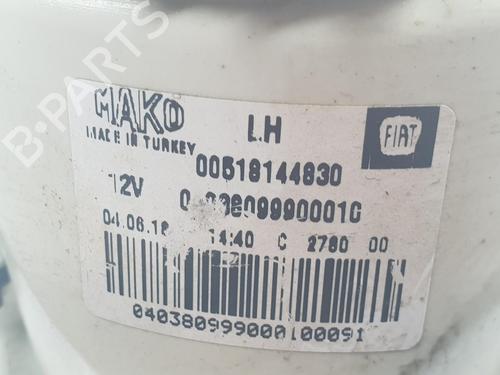 MAKO
MADE IN TURKEY
LH
FIAT
00518144830
12V
04.06.18 14:40 C 2780 00
040380999000100091
B-PARTS